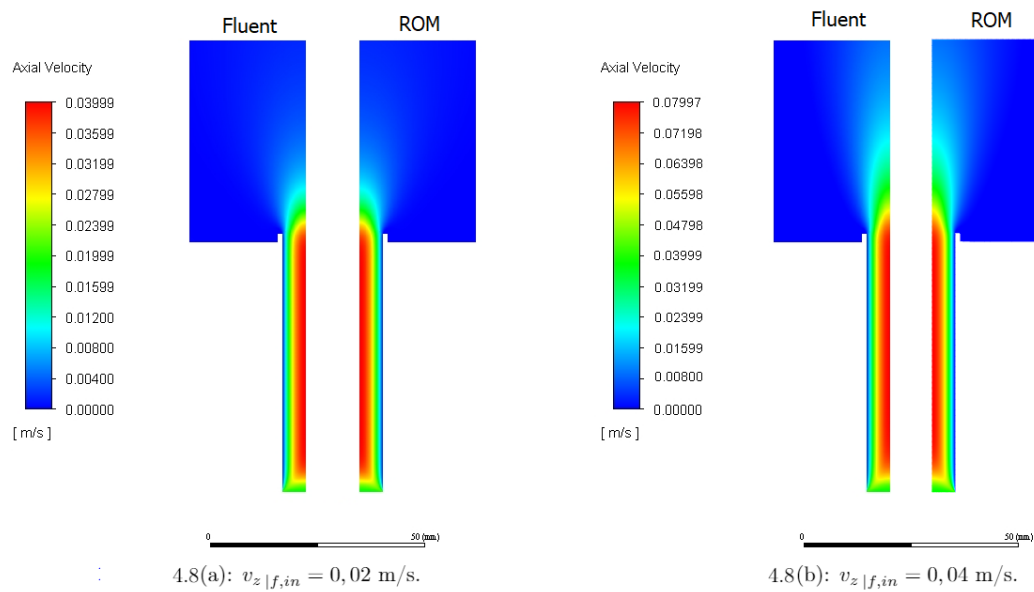 Fluent
ROM
Axial Velocity
0.03999
0.03599
0.03199
0.02799
0.02399
0.01999
0.01599
0.01200
0.00800
0.00400
0.00000
[ m/s ]
0
50 (mm)
4.8(a): v_{z |f,in} = 0, 02 m/s.
Fluent
ROM
Axial Velocity
0.07997
0.07198
0.06398
0.05598
0.04798
0.03999
0.03199
0.02399
0.01599
0.00800
0.00000
[ m/s ]
0
50 (mm)
4.8(b): v_{z |f,in} = 0, 04 m/s.